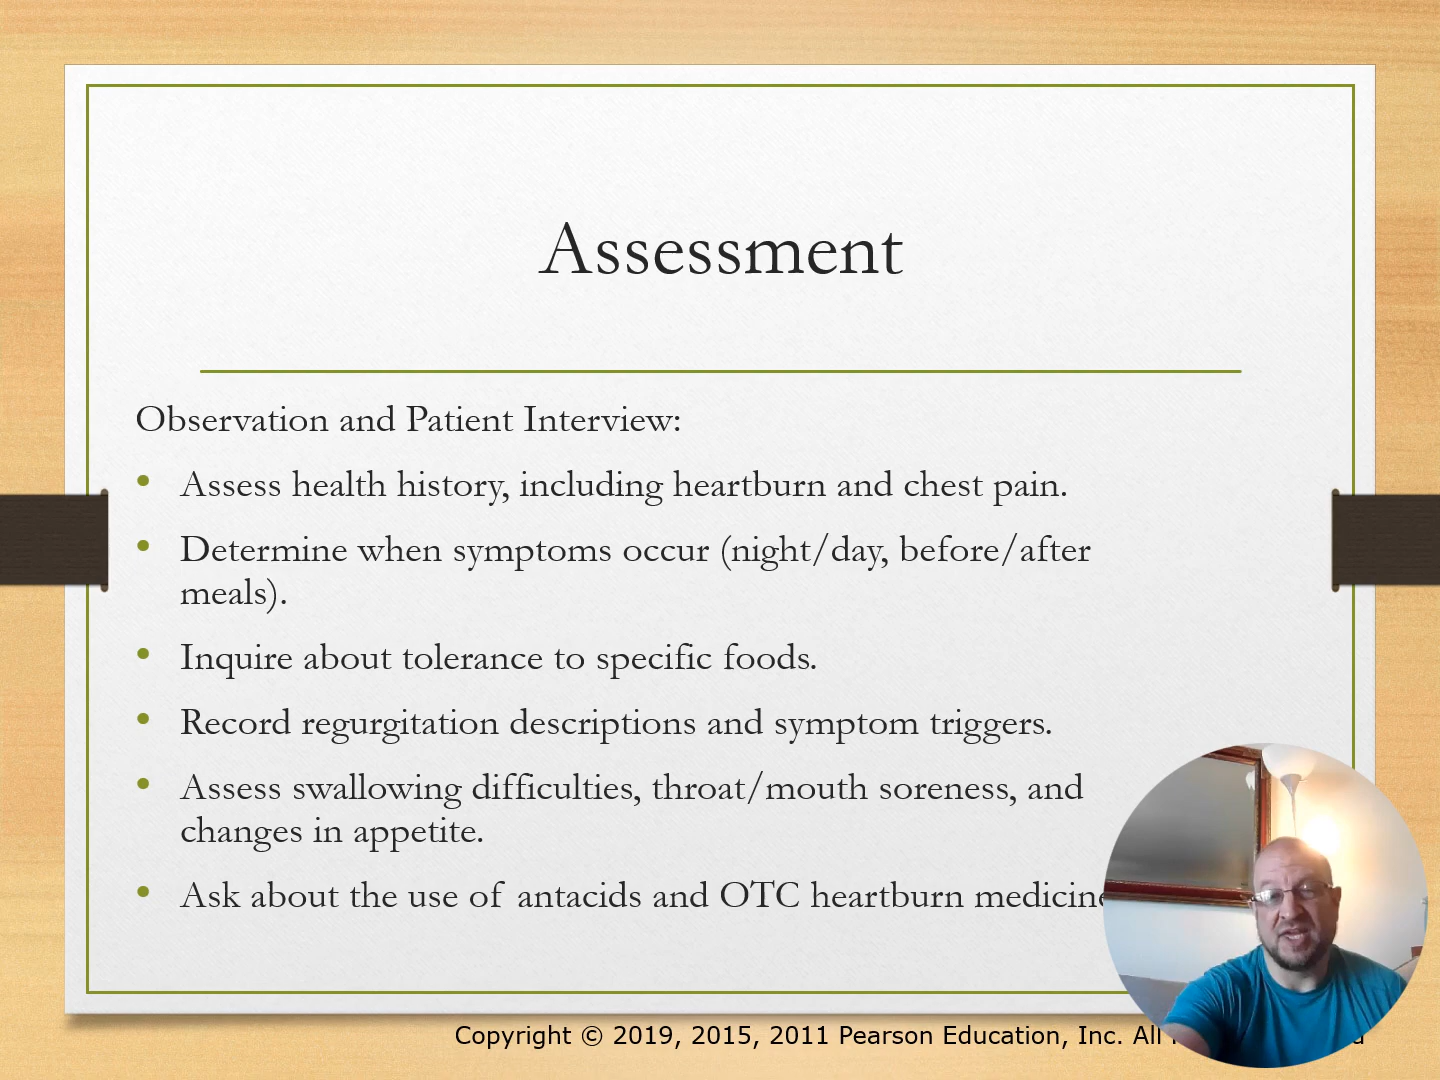 Assessment
Observation and Patient Interview:
• Assess health history, including heartburn and chest pain.
• Determine when symptoms occur (night/day, before/after
meals).
• Inquire about tolerance to specific foods.
• Record regurgitation descriptions and symptom triggers.
• Assess swallowing difficulties, throat/mouth soreness, and
changes in appetite.
• Ask about the use of antacids and OTC heartburn
Copyright © 2019, 2015, 2011 Pearson Education, Inc. All